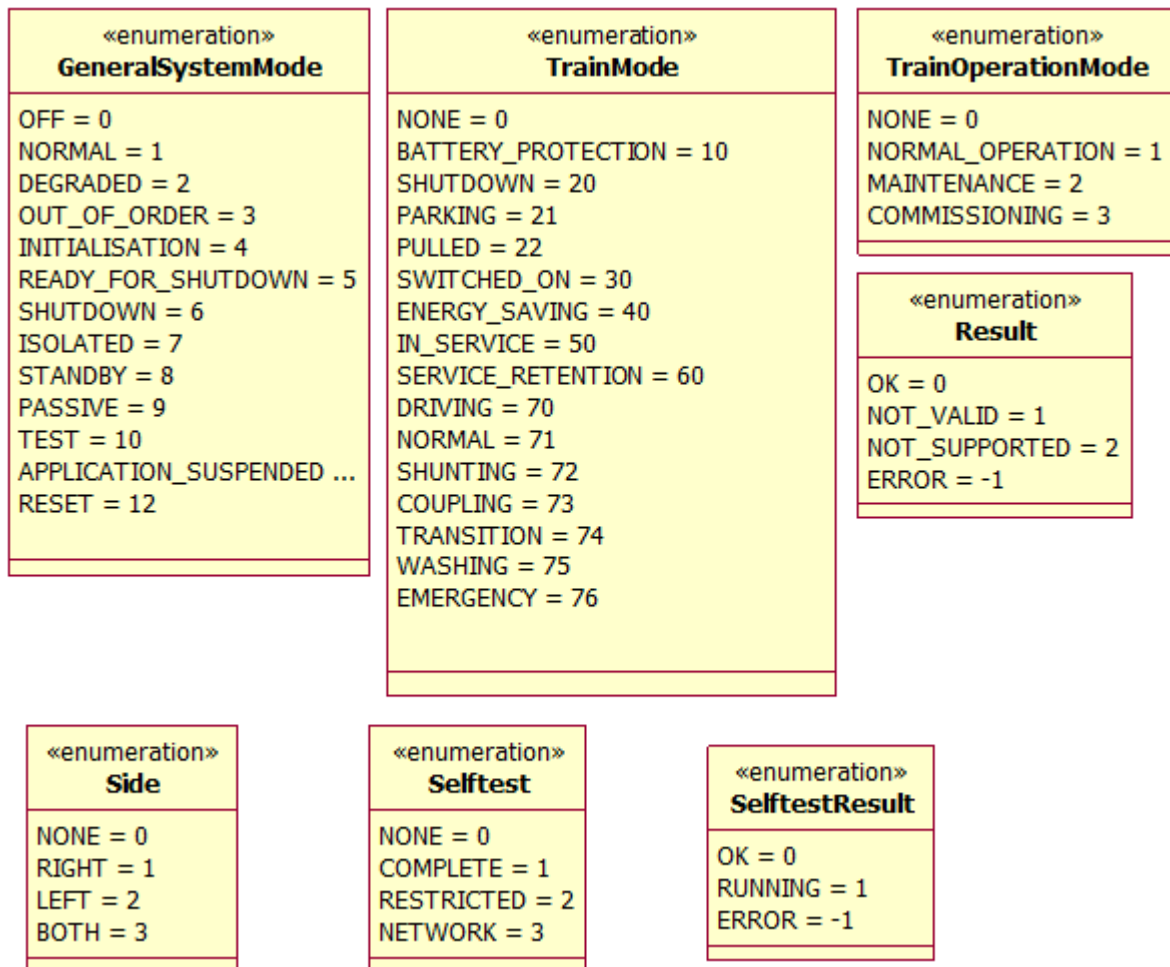 «enumeration»
GeneralSystemMode
OFF = 0
NORMAL = 1
DEGRADED = 2
OUT_OF_ORDER = 3
INITIALISATION = 4
READY_FOR_SHUTDOWN = 5
SHUTDOWN = 6
ISOLATED = 7
STANDBY = 8
PASSIVE = 9
TEST = 10
APPLICATION_SUSPENDED ...
RESET = 12
«enumeration»
TrainMode
NONE = 0
BATTERY_PROTECTION = 10
SHUTDOWN = 20
PARKING = 21
PULLED = 22
SWITCHED_ON = 30
ENERGY_SAVING = 40
IN_SERVICE = 50
SERVICE_RETENTION = 60
DRIVING = 70
NORMAL = 71
SHUNTING = 72
COUPLING = 73
TRANSITION = 74
WASHING = 75
EMERGENCY = 76
«enumeration»
TrainOperationMode
NONE = 0
NORMAL_OPERATION = 1
MAINTENANCE = 2
COMMISSIONING = 3
«enumeration»
Result
OK = 0
NOT_VALID = 1
NOT_SUPPORTED = 2
ERROR = -1
«enumeration»
Side
NONE = 0
RIGHT = 1
LEFT = 2
BOTH = 3
«enumeration»
Selftest
NONE = 0
COMPLETE = 1
RESTRICTED = 2
NETWORK = 3
«enumeration»
SelftestResult
OK = 0
RUNNING = 1
ERROR = -1